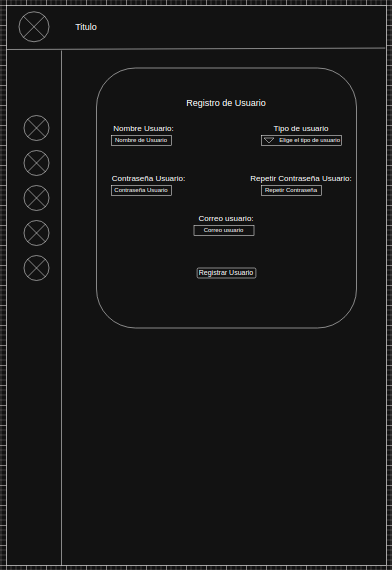 Titulo
Registro de Usuario
Nombre Usuario:
Tipo de usuario
Nombre de Usuario
Elige el tipo de usuario
Contraseña Usuario:
Repetir Contraseña Usuario:
Contraseña Usuario
Repetir Contraseña
Correo usuario:
Correo usuario
Registrar Usuario